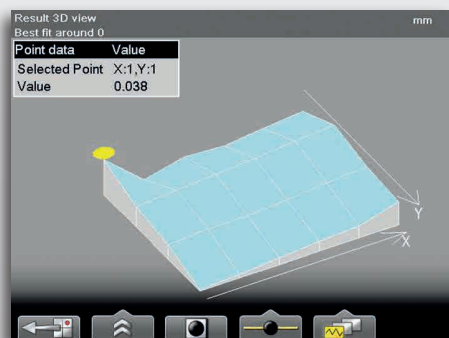 Result 3D view mm
Best fit around 0
Point data Value
Selected Point X:1,Y:1
Value 0.038
Y
X